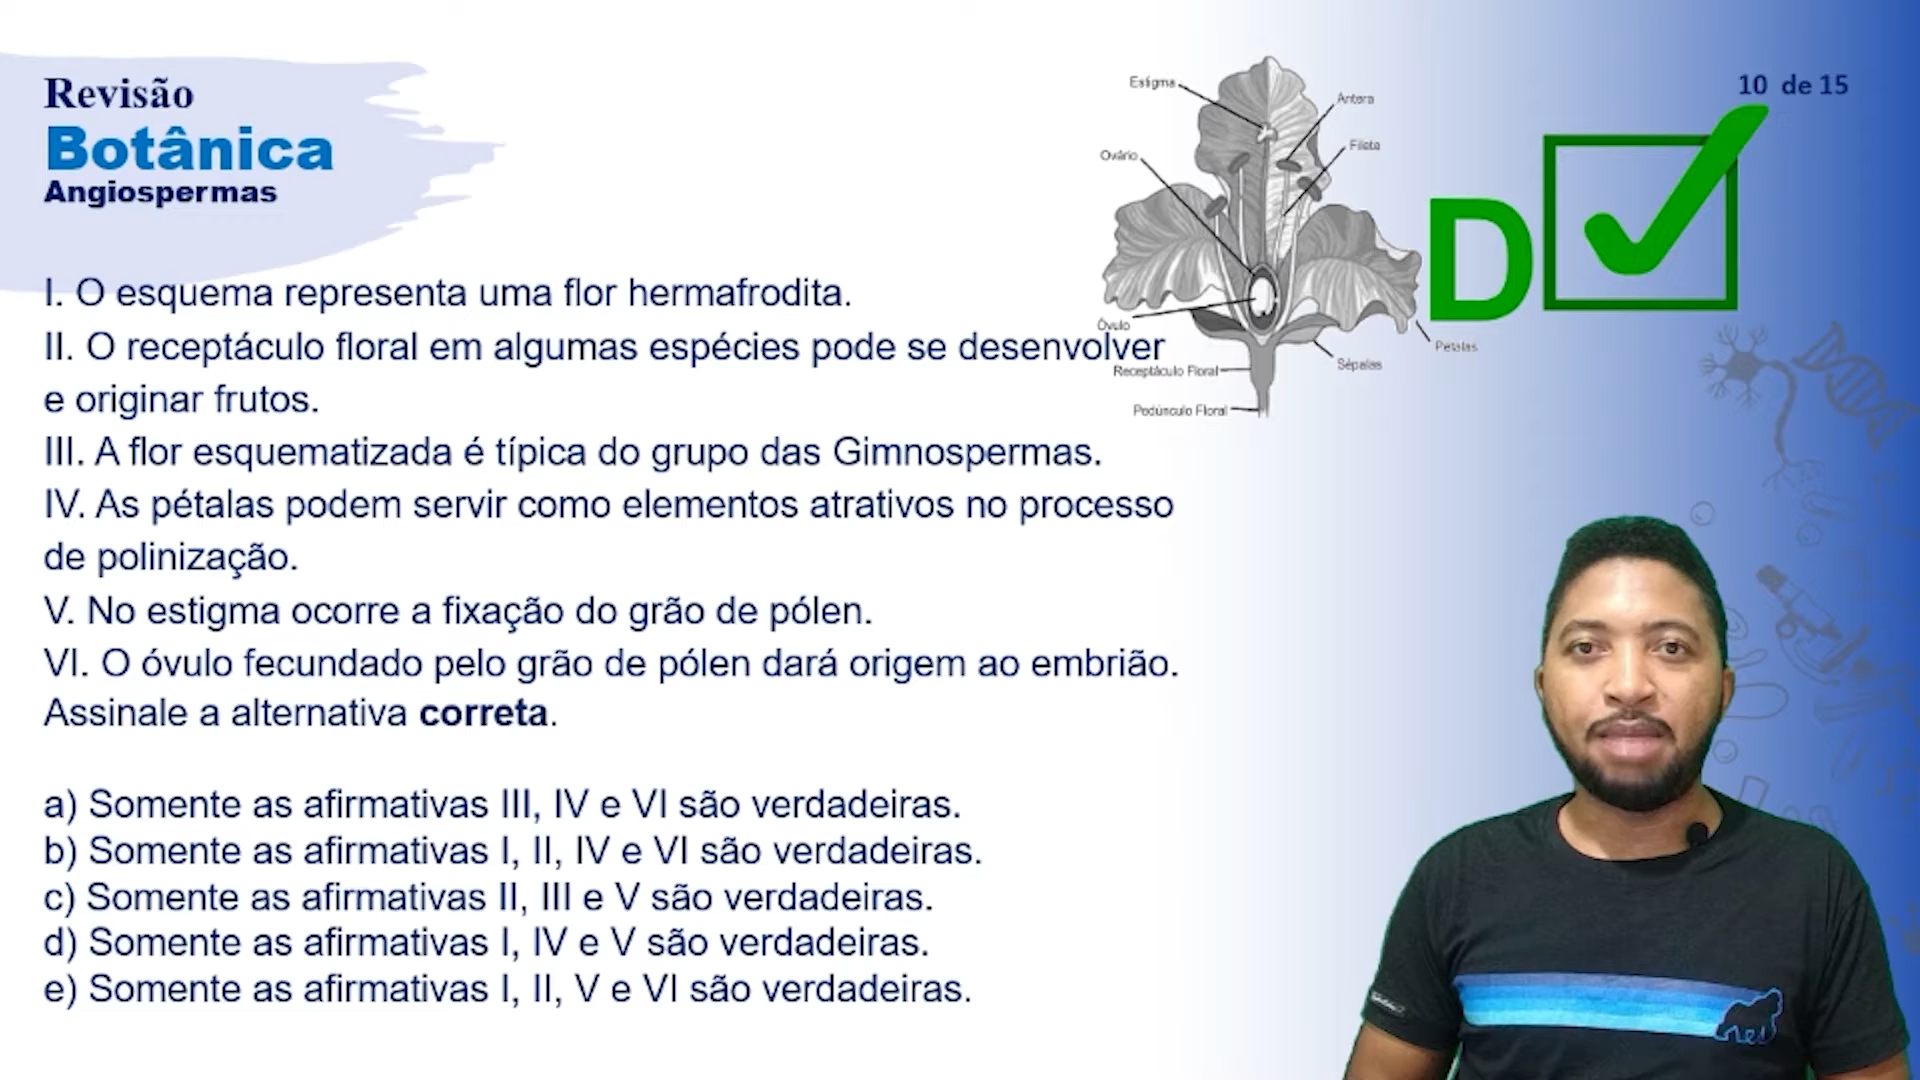 Revisão
Botânica
Angiospermas
10 de 15
Estigma
Antera
Filete
Ovário
D
Óvulo
Pétalas
Sépalas
Receptáculo Floral
Pedúnculo Floral
I. O esquema representa uma flor hermafrodita.
II. O receptáculo floral em algumas espécies pode se desenvolver
e originar frutos.
III. A flor esquematizada é típica do grupo das Gimnospermas.
IV. As pétalas podem servir como elementos atrativos no processo
de polinização.
V. No estigma ocorre a fixação do grão de pólen.
VI. O óvulo fecundado pelo grão de pólen dará origem ao embrião.
Assinale a alternativa correta.
a) Somente as afirmativas III, IV e VI são verdadeiras.
b) Somente as afirmativas I, II, IV e VI são verdadeiras.
c) Somente as afirmativas II, III e V são verdadeiras.
d) Somente as afirmativas I, IV e V são verdadeiras.
e) Somente as afirmativas I, II, V e VI são verdadeiras.